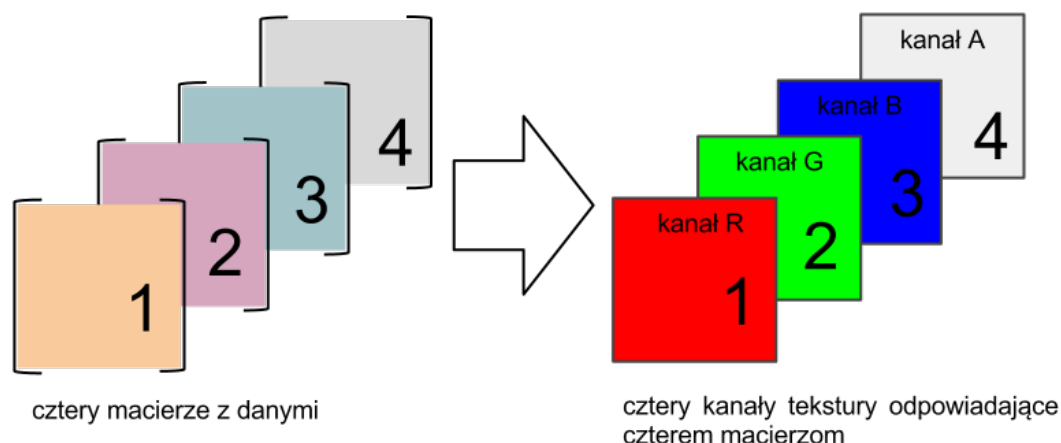 1
2
3
4
cztery macierze z danymi
kanał R
1
kanał G
2
kanał B
3
kanał A
4
cztery kanały tekstury odpowiadające
czterem macierzom